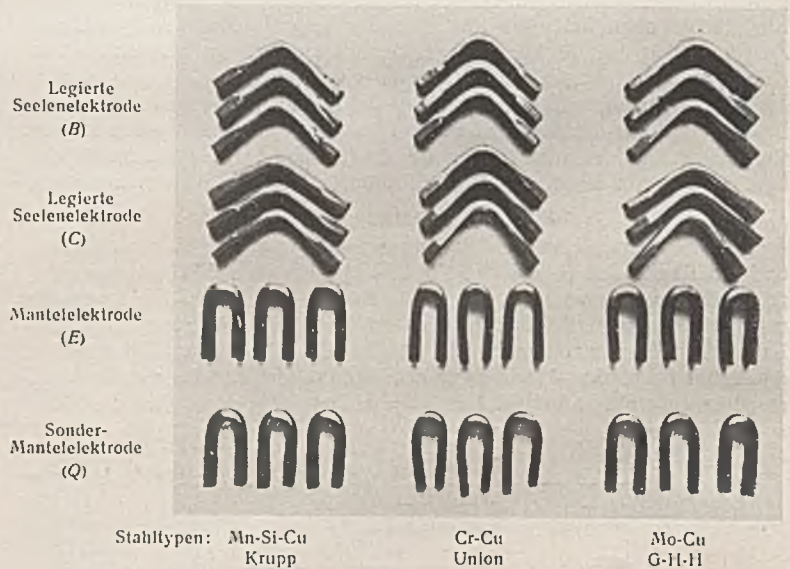 Legierte
Seelenelektrode
(B)
Legierte
Seelenelektrode
(C)
Mantelelektrode
(E)
Sonder-
Mantelelektrode
(Q)
Stahltypen: Mn-Si-Cu Cr-Cu Mo-Cu
Krupp Union G-H-H